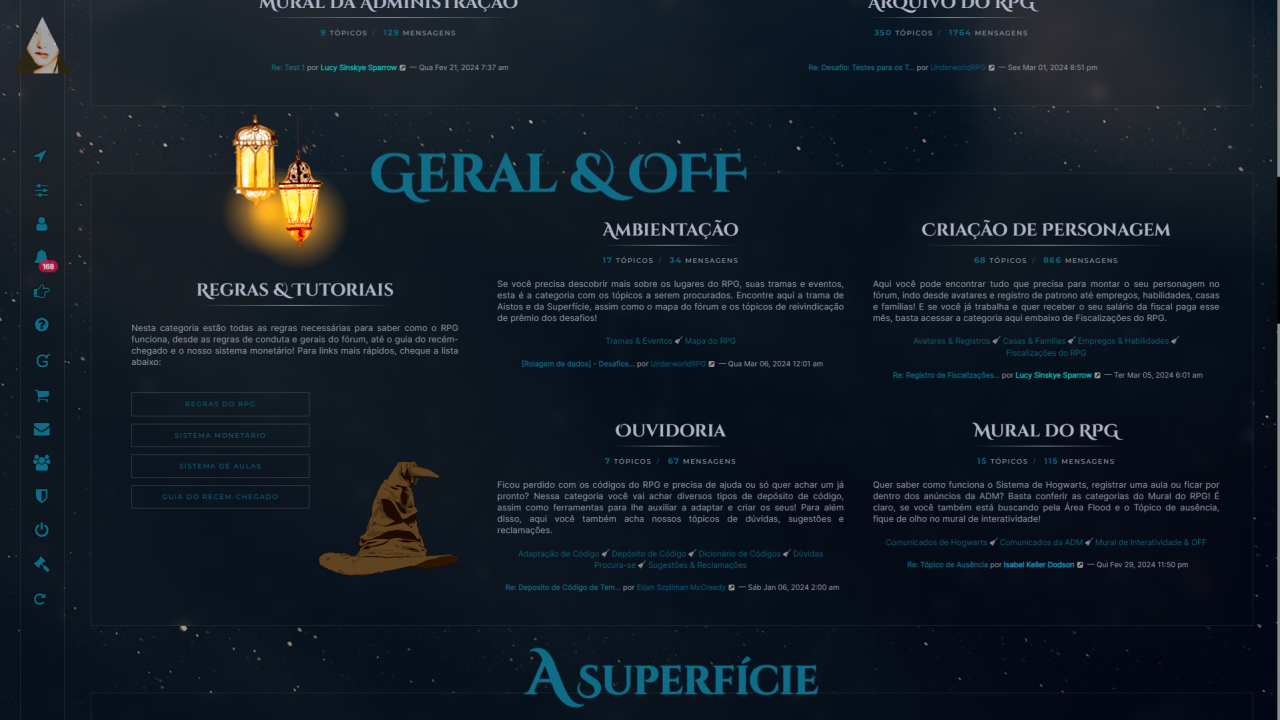 Mural da Administração
9 TÓPICOS / 129 MENSAGENS
Re: Test 1 por Lucy Sinskye Sparrow — Qua Fev 21, 2024 7:37 am
Arquivo do RPG
350 TÓPICOS / 1764 MENSAGENS
Re: Desafio: Testes para os T... por UnderworldRPG — Sex Mar 01, 2024 8:51 pm
168
Geral & Off
Regras & Tutoriais
Nesta categoria estão todas as regras necessárias para saber como o RPG
funciona, desde as regras de conduta e gerais do fórum, até o guia do recém-
chegado e o nosso sistema monetário! Para links mais rápidos, cheque a lista
abaixo:
REGRAS DO RPG
SISTEMA MONETÁRIO
SISTEMA DE AULAS
GUIA DO RECÉM-CHEGADO
Ambientação
17 TÓPICOS / 34 MENSAGENS
Se você precisa descobrir mais sobre os lugares do RPG, suas tramas e eventos,
esta é a categoria com os tópicos a serem procurados. Encontre aqui a trama de
Aistos e da Superfície, assim como o mapa do fórum e os tópicos de reivindicação
de prêmio dos desafios!
Tramas & Eventos Mapa do RPG
[Rolagem de dados] - Desafios... por UnderworldRPG — Qua Mar 06, 2024 12:01 am
Criação de Personagem
68 TÓPICOS / 866 MENSAGENS
Aqui você pode encontrar tudo que precisa para montar o seu personagem no
fórum, indo desde avatares e registro de patrono até empregos, habilidades, casas
e famílias! E se você já trabalha e quer receber o seu salário da fiscal paga esse
mês, basta acessar a categoria aqui embaixo de Fiscalizações do RPG.
Avatares & Registros Casas & Famílias Empregos & Habilidades
Fiscalizações do RPG
Re: Registro de Fiscalizações... por Lucy Sinskye Sparrow — Ter Mar 05, 2024 6:01 am
Ouvidoria
7 TÓPICOS / 67 MENSAGENS
Ficou perdido com os códigos do RPG e precisa de ajuda ou só quer achar um já
pronto? Nessa categoria você vai achar diversos tipos de depósito de código,
assim como ferramentas para lhe auxiliar a adaptar e criar os seus! Para além
disso, aqui você também acha nossos tópicos de dúvidas, sugestões e
reclamações.
Adaptação de Código Depósito de Código Dicionário de Códigos Dúvidas
Procura-se Sugestões & Reclamações
Re: Deposito de Código de Tem... por Elijah Szpilman McCready — Sáb Jan 06, 2024 2:00 am
Mural do RPG
15 TÓPICOS / 115 MENSAGENS
Quer saber como funciona o Sistema de Hogwarts, registrar uma aula ou ficar por
dentro dos anúncios da ADM? Basta conferir as categorias do Mural do RPG! É
claro, se você também está buscando pela Área Flood e o Tópico de ausência,
fique de olho no mural de interatividade!
Comunicados de Hogwarts Comunicados da ADM Mural de Interatividade & OFF
Re: Tópico de Ausência por Isabel Keller Dodson — Qui Fev 29, 2024 11:50 pm
A Superfície